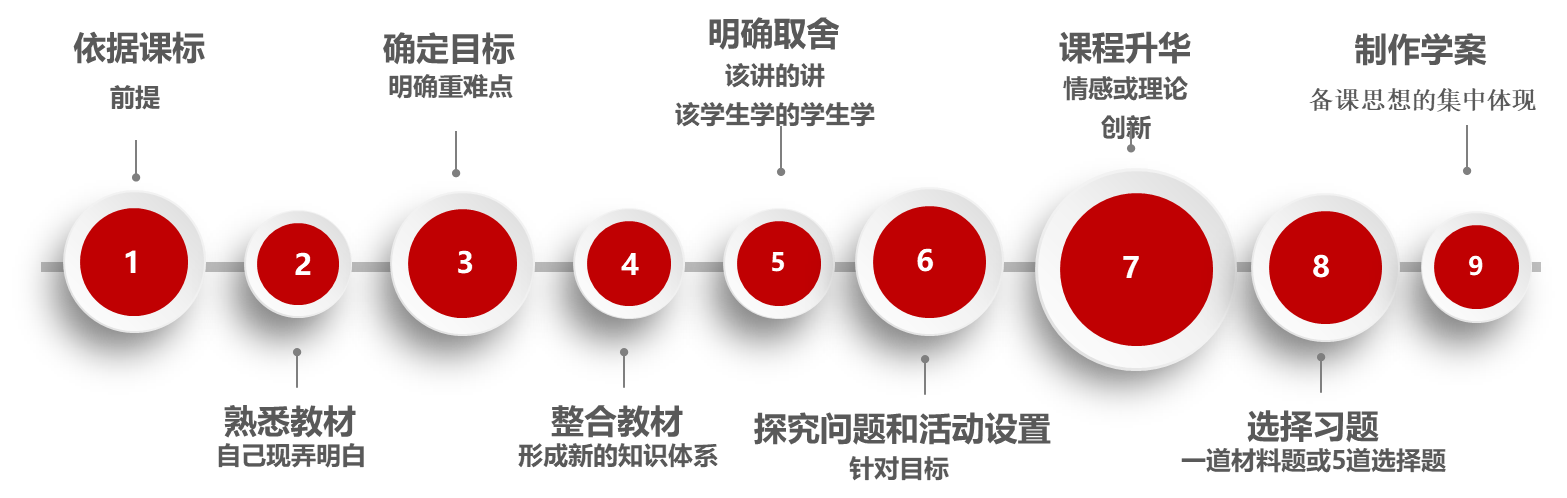 依据课标
前提
确定目标
明确重难点
明确取舍
该讲的讲
该学生学的学生学
课程升华
情感或理论
创新
制作学案
备课思想的集中体现
1
2
3
4
5
6
7
8
9
熟悉教材
自己现弄明白
整合教材
形成新的知识体系
探究问题和活动设置
针对目标
选择习题
一道材料题或5道选择题